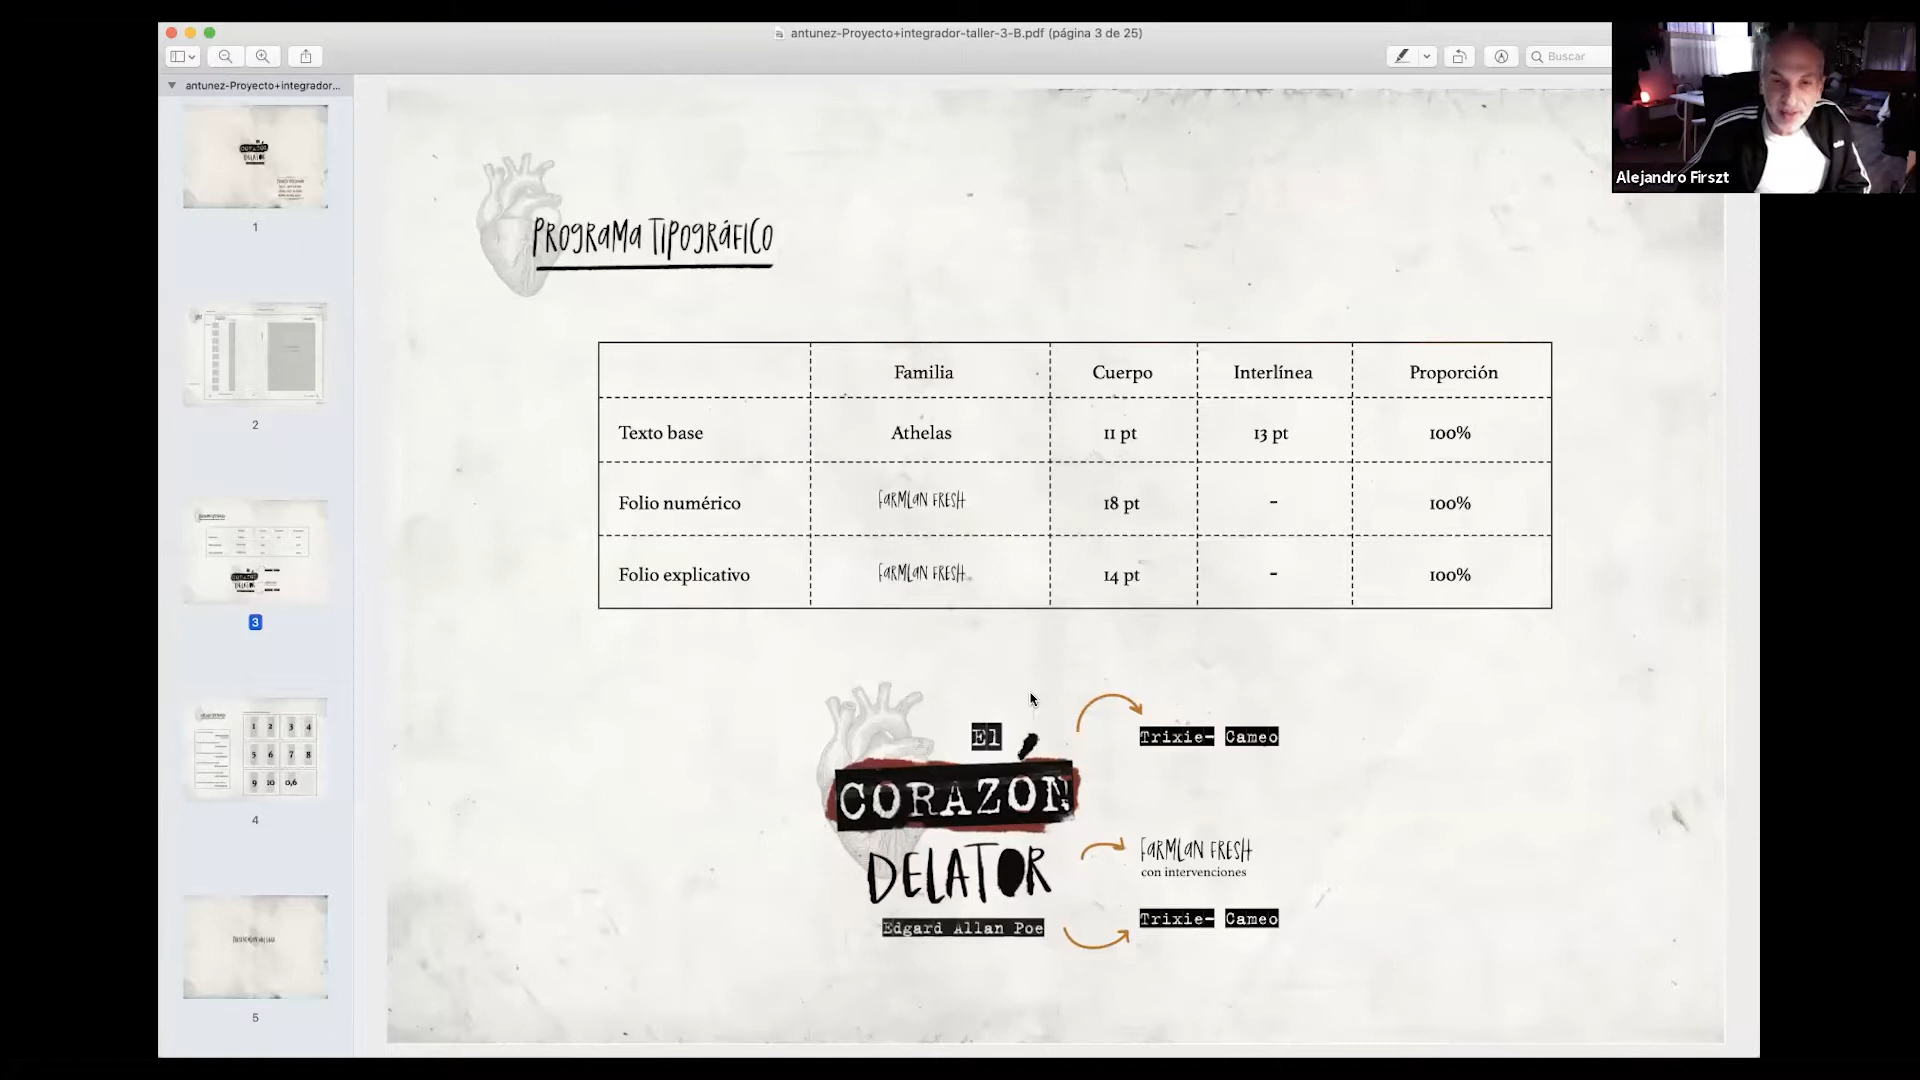 antunez-Proyecto+integrador-taller-3-B.pdf (página 3 de 25)
Buscar
antunez-Proyecto+integrador...
Alejandro Firszt
1
2
3
4
5
PROGRAMA TIPOGRÁFICO
Familia Cuerpo Interlínea Proporción
Texto base Athelas 11 pt 13 pt 100%
Folio numérico FARMLAN FRESH 18 pt - 100%
Folio explicativo FARMLAN FRESH 14 pt - 100%
El
CORAZÓN
DELATOR
Edgard Allan Poe
Trixie- Cameo
FARMLAN FRESH
con intervenciones
Trixie- Cameo